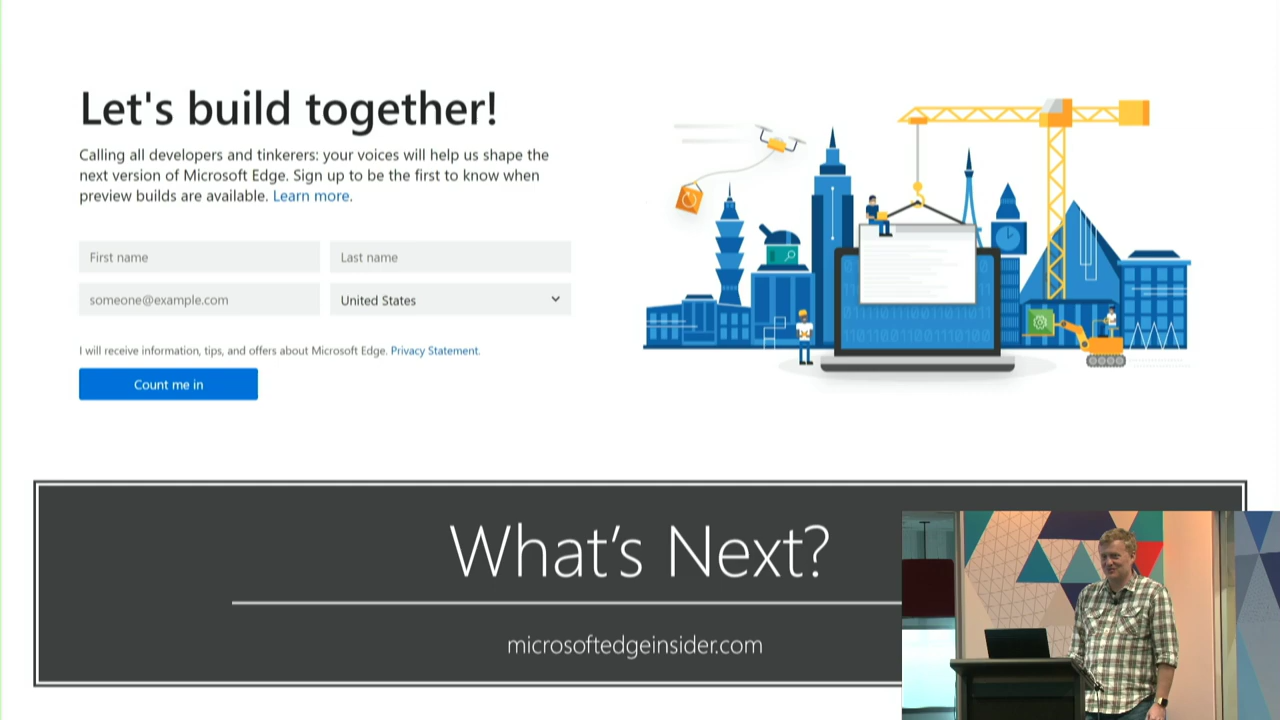 Let's build together!
Calling all developers and tinkerers: your voices will help us shape the
next version of Microsoft Edge. Sign up to be the first to know when
preview builds are available. Learn more.
First name
Last name
someone@example.com
United States
I will receive information, tips, and offers about Microsoft Edge. Privacy Statement.
Count me in
What's Next?
microsoftedgeinsider.com